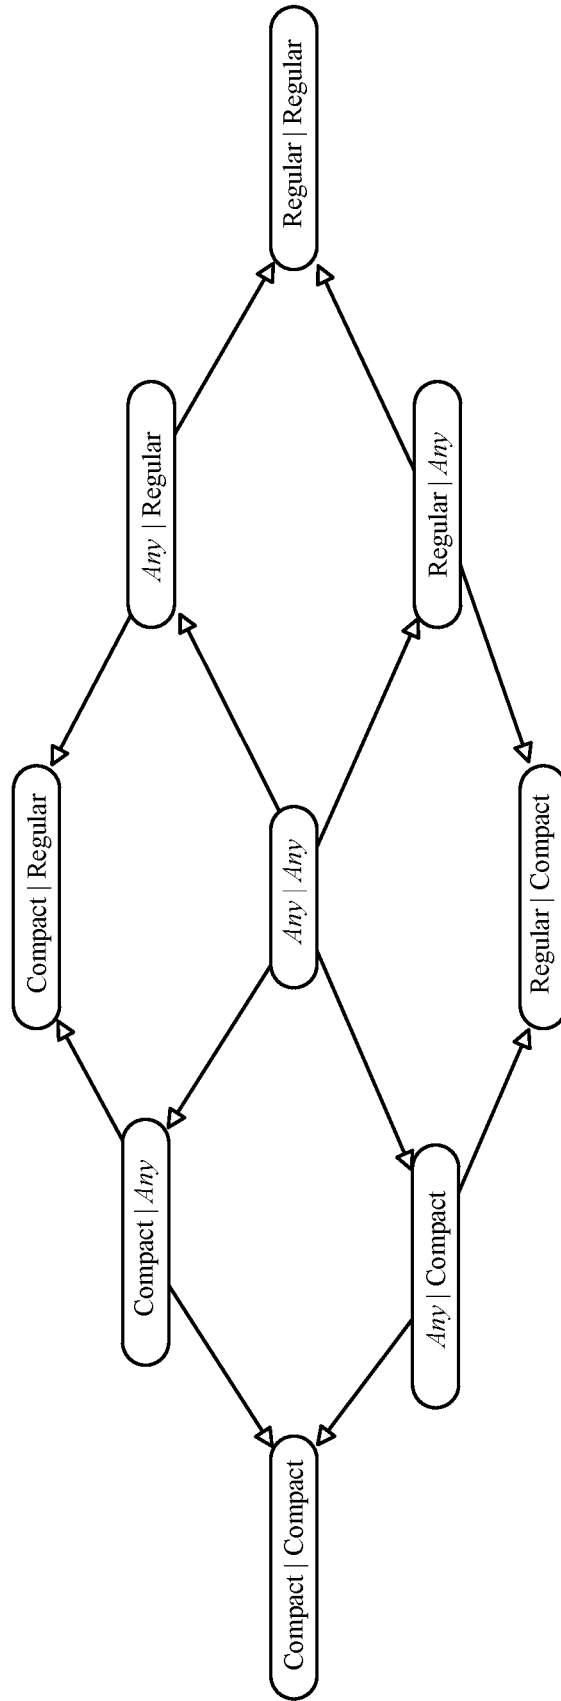 Compact | Regular
Compact | Any
Any | Regular
Compact | Compact
Any | Any
Regular | Regular
Any | Compact
Regular | Any
Regular | Compact